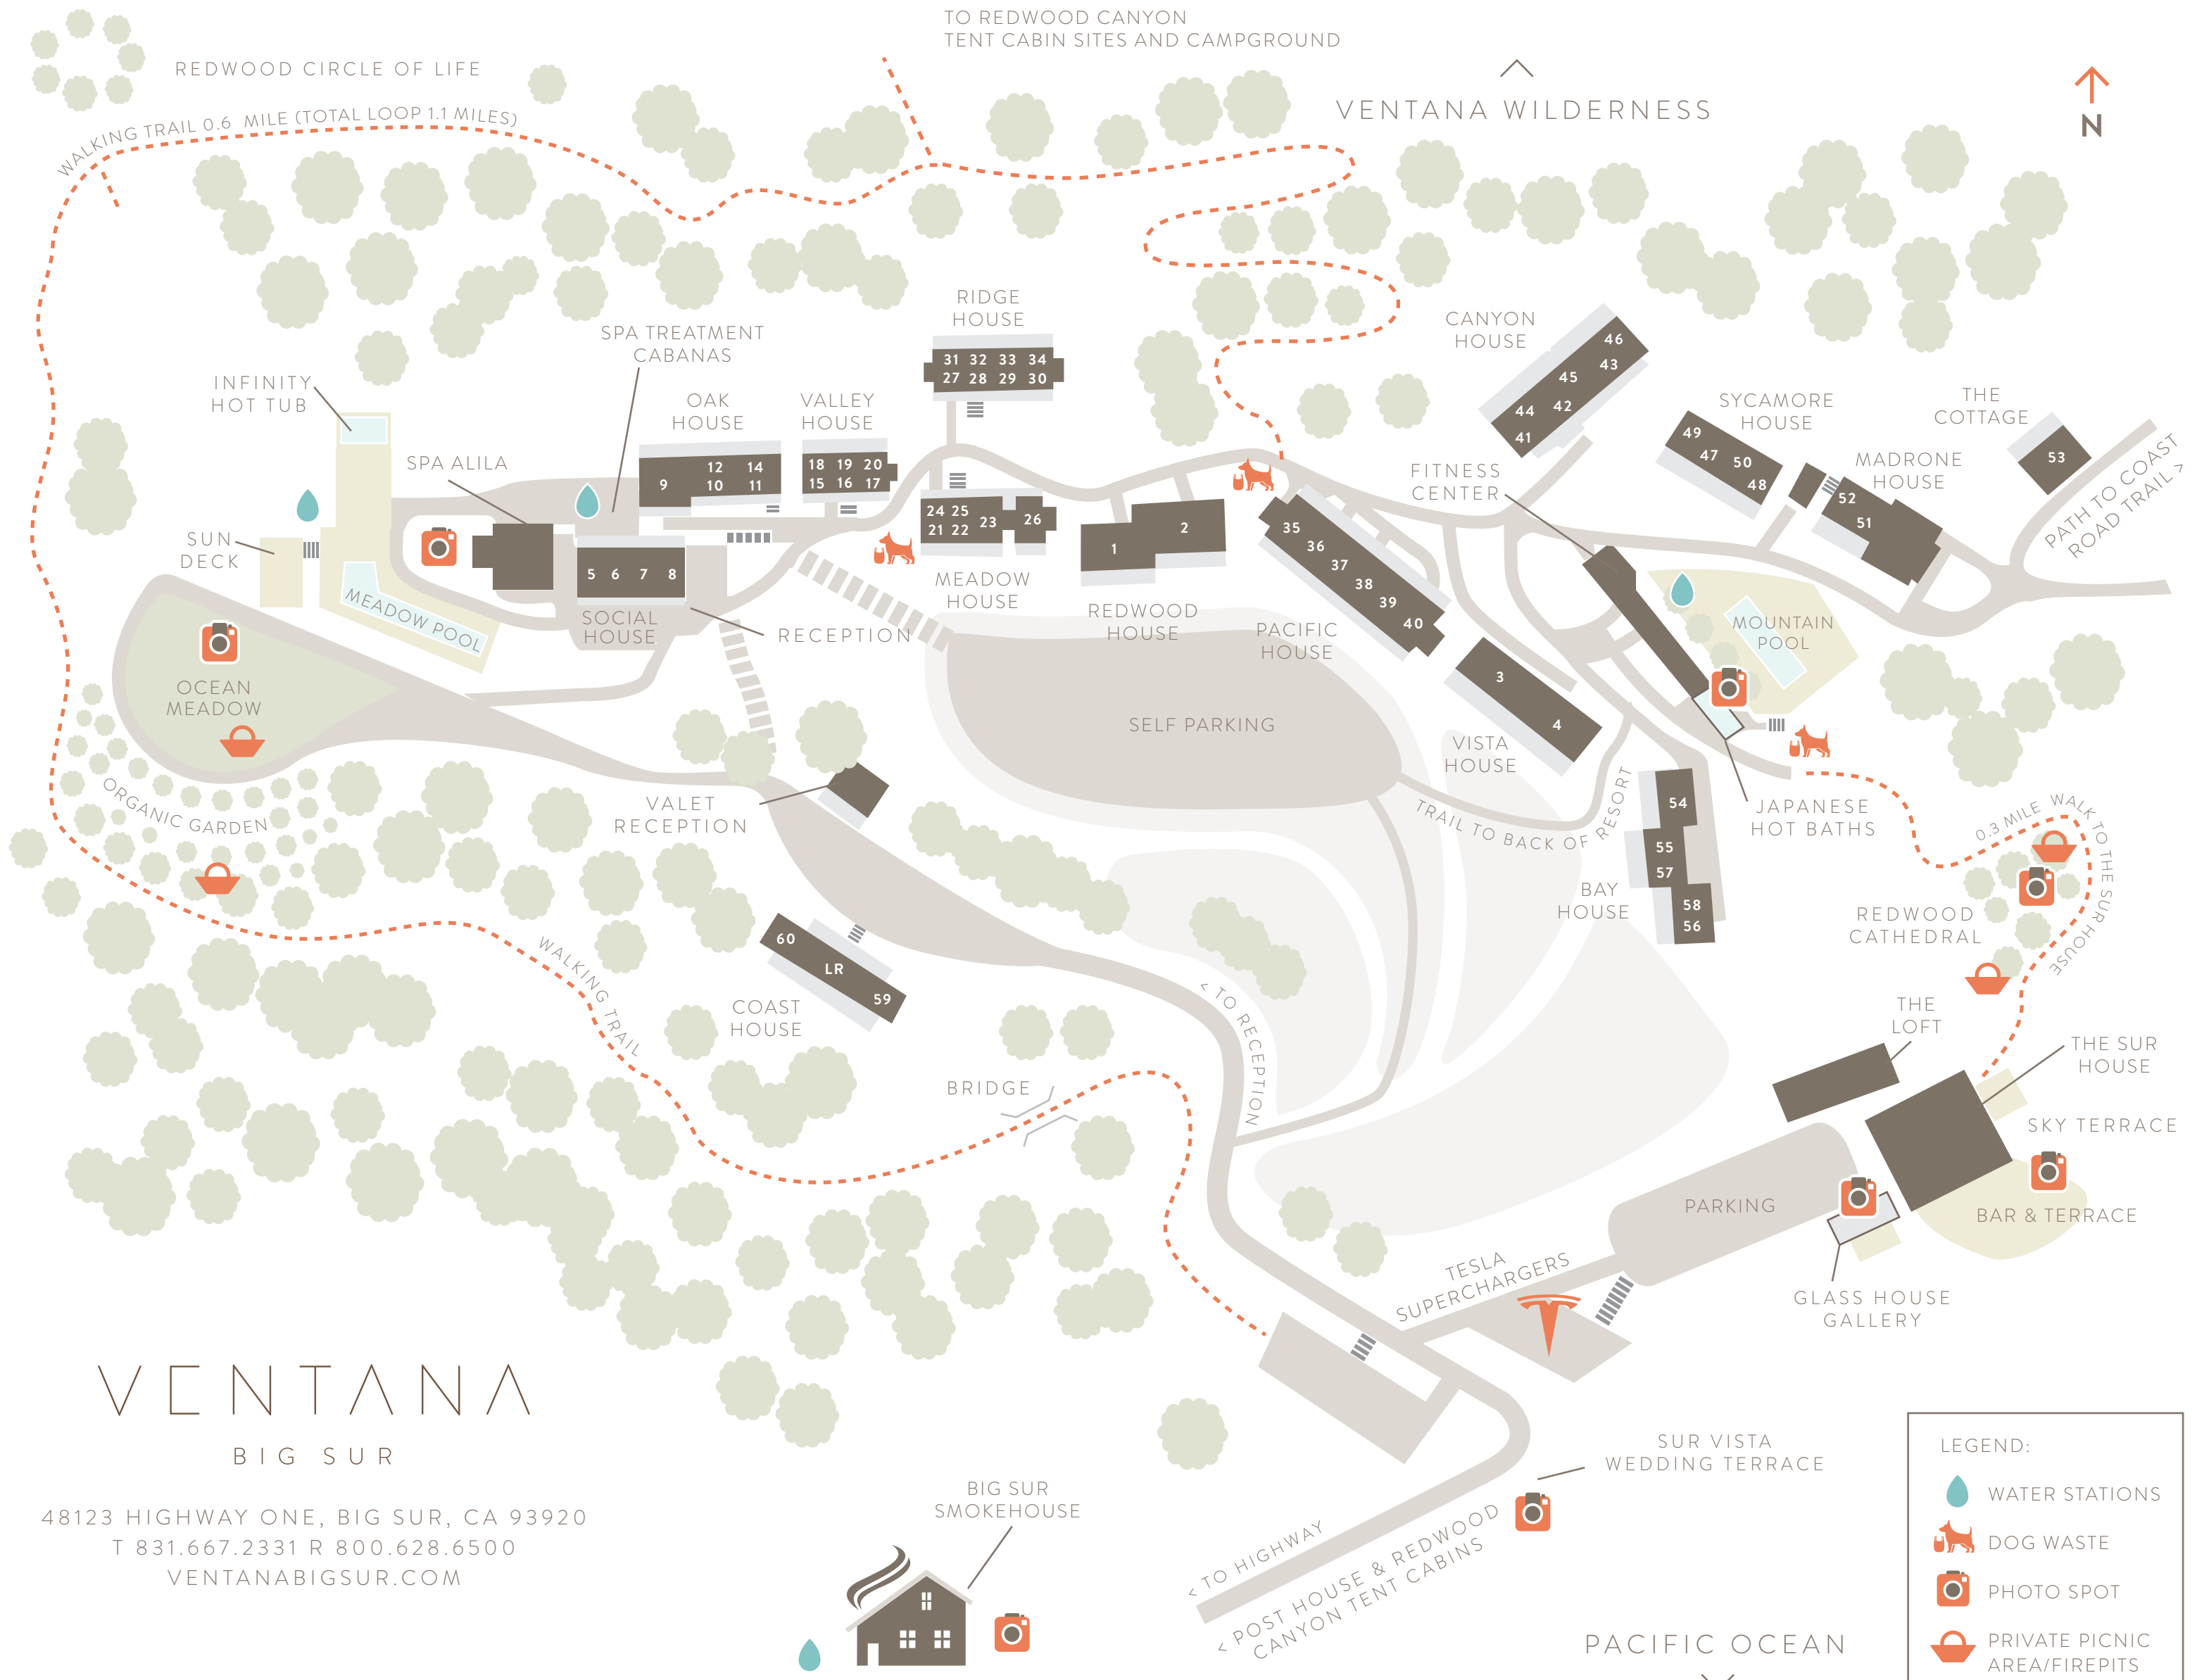 TO REDWOOD CANYON
TENT CABIN SITES AND CAMPGROUND
REDWOOD CIRCLE OF LIFE
VENTANA WILDERNESS
N
WALKING TRAIL 0.6 MILE (TOTAL LOOP 1.1 MILES)
RIDGE
HOUSE
31 32 33 34
27 28 29 30
CANYON
HOUSE
46
43
45
42
44
41
SPA TREATMENT
CABANAS
INFINITY
HOT TUB
OAK
HOUSE
12 14
9 10 11
VALLEY
HOUSE
18 19 20
15 16 17
SYCAMORE
HOUSE
49
47 50
48
THE
COTTAGE
53
MADRONE
HOUSE
52
51
PATH TO COAST
ROAD TRAIL >
SPA ALILA
FITNESS
CENTER
SUN
DECK
MEADOW POOL
5 6 7 8
SOCIAL
HOUSE
RECEPTION
24 25
21 22 23 26
MEADOW
HOUSE
1 2
REDWOOD
HOUSE
35
36
37
38
39
40
PACIFIC
HOUSE
MOUNTAIN
POOL
OCEAN
MEADOW
SELF PARKING
3
4
VISTA
HOUSE
ORGANIC GARDEN
VALET
RECEPTION
TRAIL TO BACK OF RESORT
54
55
57
58
56
BAY
HOUSE
JAPANESE
HOT BATHS
0.3 MILE WALK TO THE SUR HOUSE
REDWOOD
CATHEDRAL
WALKING TRAIL
60
LR
59
COAST
HOUSE
< TO RECEPTION
BRIDGE
THE
LOFT
THE SUR
HOUSE
SKY TERRACE
PARKING
BAR & TERRACE
TESLA
SUPERCHARGERS
GLASS HOUSE
GALLERY
VENTANA
BIG SUR
48123 HIGHWAY ONE, BIG SUR, CA 93920
T 831.667.2331 R 800.628.6500
VENTANABIGSUR.COM
BIG SUR
SMOKEHOUSE
SUR VISTA
WEDDING TERRACE
< TO HIGHWAY
< POST HOUSE & REDWOOD
CANYON TENT CABINS
PACIFIC OCEAN
LEGEND:
WATER STATIONS
DOG WASTE
PHOTO SPOT
PRIVATE PICNIC
AREA/FIREPITS